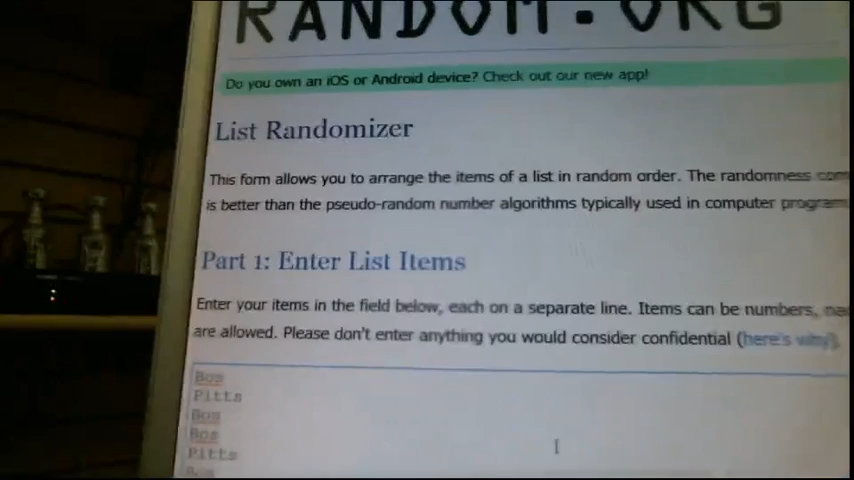 RANDOM.ORG
Do you own an iOS or Android device? Check out our new app!
List Randomizer
This form allows you to arrange the items of a list in random order. The randomness
is better than the pseudo-random number algorithms typically used in computer
Part 1: Enter List Items
Enter your items in the field below, each on a separate line. Items can be numbers,
are allowed. Please don't enter anything you would consider confidential (here's why).
Bos
Pitts
Bos
Bos
Pitts
Bos